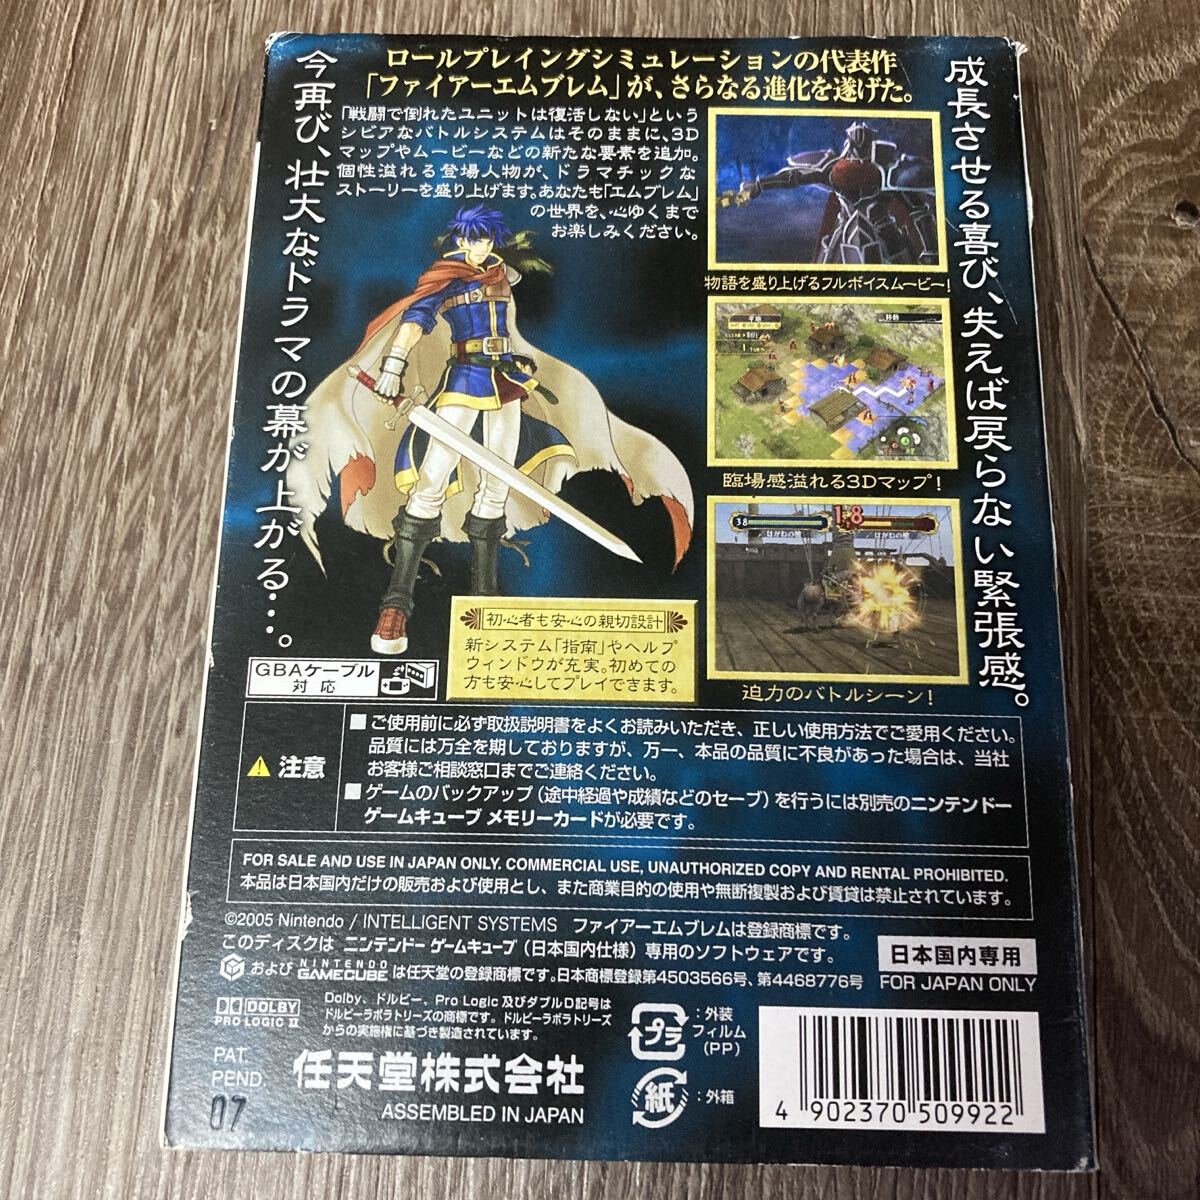 ロールプレイングシミュレーションの代表作
「ファイアーエムブレム」が、さらなる進化を遂げた。
今再び、壮大なドラマの幕が上がる…。
成長させる喜び、失えば戻らない緊張感。
「戦闘で倒れたユニットは復活しない」という
シビアなバトルシステムはそのままに、3D
マップやムービーなどの新たな要素を追加。
個性溢れる登場人物が、ドラマチックな
ストーリーを盛り上げます。あなたも「エムブレム」
の世界を、心ゆくまで
お楽しみください。
物語を盛り上げるフルボイスムービー!
平地
移動
1 TURN
臨場感溢れる3Dマップ!
38
18
はがねの槍
はがねの槍
迫力のバトルシーン!
初心者も安心の親切設計
新システム「指南」やヘルプ
ウィンドウが充実。初めての
方も安心してプレイできます。
GBAケーブル
対応
注意
■ご使用前に必ず取扱説明書をよくお読みいただき、正しい使用方法でご愛用ください。
品質には万全を期しておりますが、万一、本品の品質に不良があった場合は、当社
お客様ご相談窓口までご連絡ください。
■ゲームのバックアップ(途中経過や成績などのセーブ)を行うには別売のニンテンドー
ゲームキューブ メモリーカードが必要です。
FOR SALE AND USE IN JAPAN ONLY. COMMERCIAL USE, UNAUTHORIZED COPY AND RENTAL PROHIBITED.
本品は日本国内だけの販売および使用とし、また商業目的の使用や無断複製および賃貸は禁止されています。
©2005 Nintendo / INTELLIGENT SYSTEMS ファイアーエムブレムは登録商標です。
このディスクは ニンテンドー ゲームキューブ (日本国内仕様) 専用のソフトウェアです。
および NINTENDO GAMECUBE は任天堂の登録商標です。日本商標登録第4503566号、第4468776号
日本国内専用
FOR JAPAN ONLY
DOLBY
PRO LOGIC II
Dolby、ドルビー、Pro Logic 及びダブルD記号は
ドルビーラボラトリーズの商標です。ドルビーラボラトリーズ
からの実施権に基づき製造されています。
PAT.
PEND.
07
任天堂株式会社
ASSEMBLED IN JAPAN
プラ
:外装
フィルム
(PP)
紙
:外箱
4 902370 509922